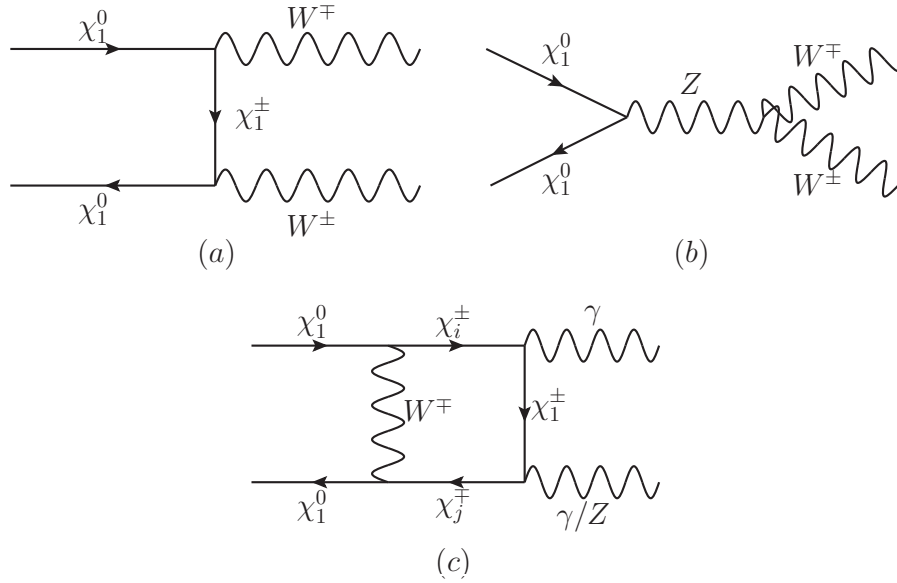 χ₁⁰ W^∓
χ₁^±
χ₁⁰ W^±
(a)
χ₁⁰ Z W^∓
χ₁⁰ W^±
(b)
χ₁⁰ χᵢ^± γ
W^∓ χ₁^±
χ₁⁰ χⱼ^∓ γ/Z
(c)